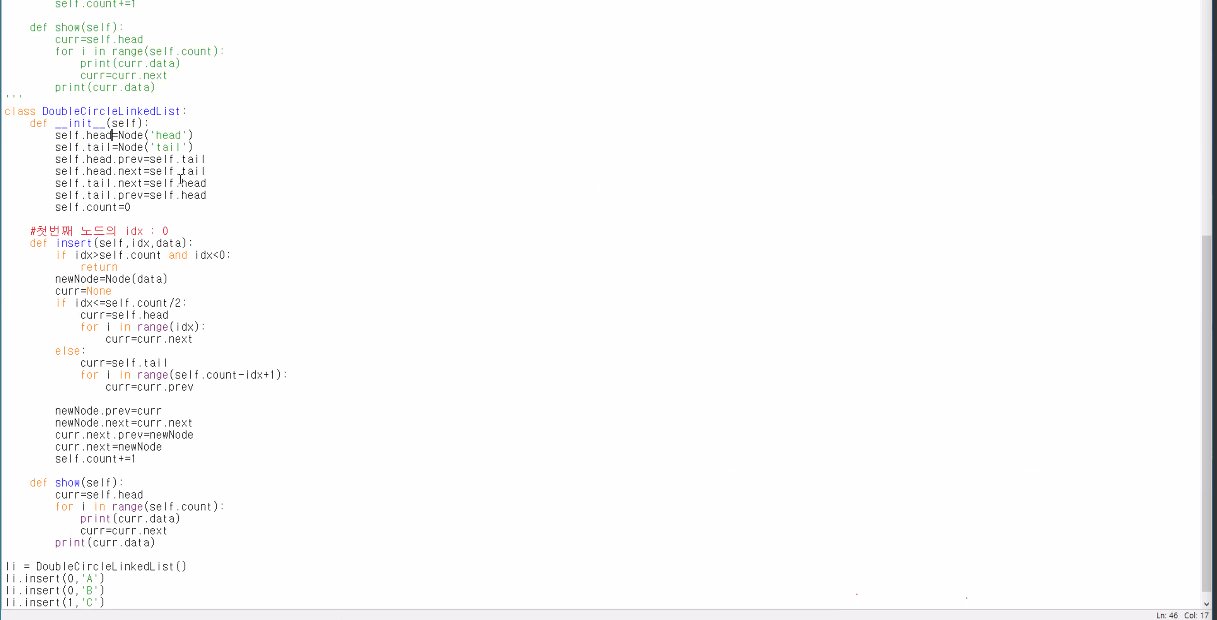 self.count+=1

    def show(self):
        curr=self.head
        for i in range(self.count):
            print(curr.data)
            curr=curr.next
        print(curr.data)
'''
class DoubleCircleLinkedList:
    def __init__(self):
        self.head=Node('head')
        self.tail=Node('tail')
        self.head.prev=self.tail
        self.head.next=self.tail
        self.tail.next=self.head
        self.tail.prev=self.head
        self.count=0

    #첫번째 노드의 idx : 0
    def insert(self,idx,data):
        if idx>self.count and idx<0:
            return
        newNode=Node(data)
        curr=None
        if idx<=self.count/2:
            curr=self.head
            for i in range(idx):
                curr=curr.next
        else:
            curr=self.tail
            for i in range(self.count-idx+1):
                curr=curr.prev

        newNode.prev=curr
        newNode.next=curr.next
        curr.next.prev=newNode
        curr.next=newNode
        self.count+=1

    def show(self):
        curr=self.head
        for i in range(self.count):
            print(curr.data)
            curr=curr.next
        print(curr.data)

li = DoubleCircleLinkedList()
li.insert(0,'A')
li.insert(0,'B')
li.insert(1,'C')
Ln: 46 Col: 17